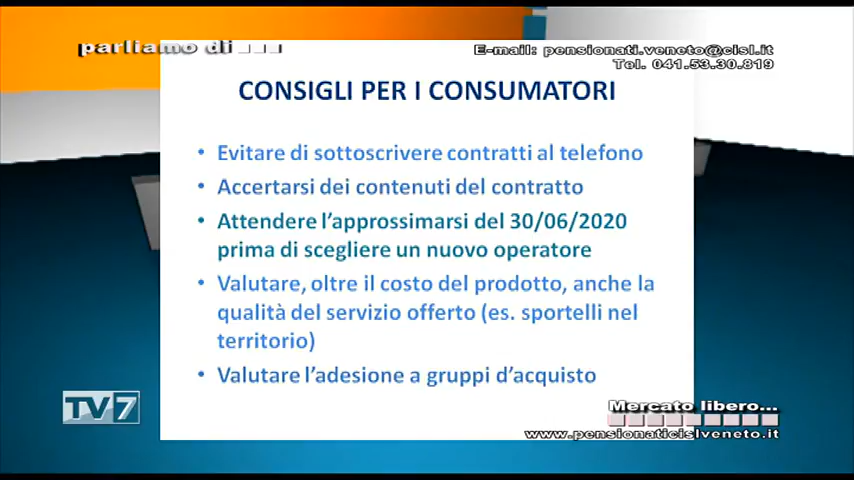 parliamo di...
E-mail: pensionati.veneto@cisl.it
Tel. 041.53.30.819
CONSIGLI PER I CONSUMATORI
• Evitare di sottoscrivere contratti al telefono
• Accertarsi dei contenuti del contratto
• Attendere l'approssimarsi del 30/06/2020
prima di scegliere un nuovo operatore
• Valutare, oltre il costo del prodotto, anche la
qualità del servizio offerto (es. sportelli nel
territorio)
• Valutare l'adesione a gruppi d'acquisto
TV7
Mercato libero...
www.pensionaticislveneto.it